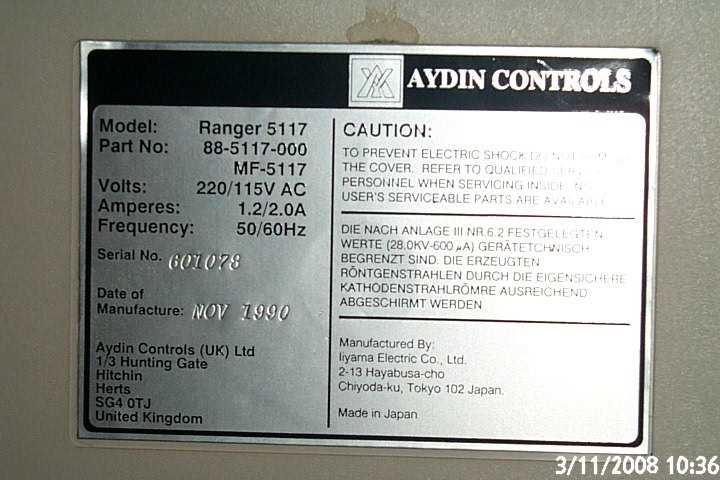 AYDIN CONTROLS
Model: Ranger 5117
Part No: 88-5117-000
MF-5117
Volts: 220/115V AC
Amperes: 1.2/2.0A
Frequency: 50/60Hz
Serial No. 601078
Date of
Manufacture: NOV 1990
Aydin Controls (UK) Ltd
1/3 Hunting Gate
Hitchin
Herts
SG4 0TJ
United Kingdom
CAUTION:
TO PREVENT ELECTRIC SHOCK DO NOT REMOVE
THE COVER. REFER TO QUALIFIED SERVICE
PERSONNEL WHEN SERVICING INSIDE. NO
USER'S SERVICEABLE PARTS ARE AVAILABLE
DIE NACH ANLAGE III NR.6.2 FESTGELEGTEN
WERTE (28.0KV-600 µA) GERÄTETECHNISCH
BEGRENZT SIND. DIE ERZEUGTEN
RÖNTGENSTRAHLEN DURCH DIE EIGENSICHERE
KATHODENSTRAHLRÖMRE AUSREICHEND
ABGESCHIRMT WERDEN
Manufactured By:
Iiyama Electric Co., Ltd.
2-13 Hayabusa-cho
Chiyoda-ku, Tokyo 102 Japan.
Made in Japan
3/11/2008 10:36